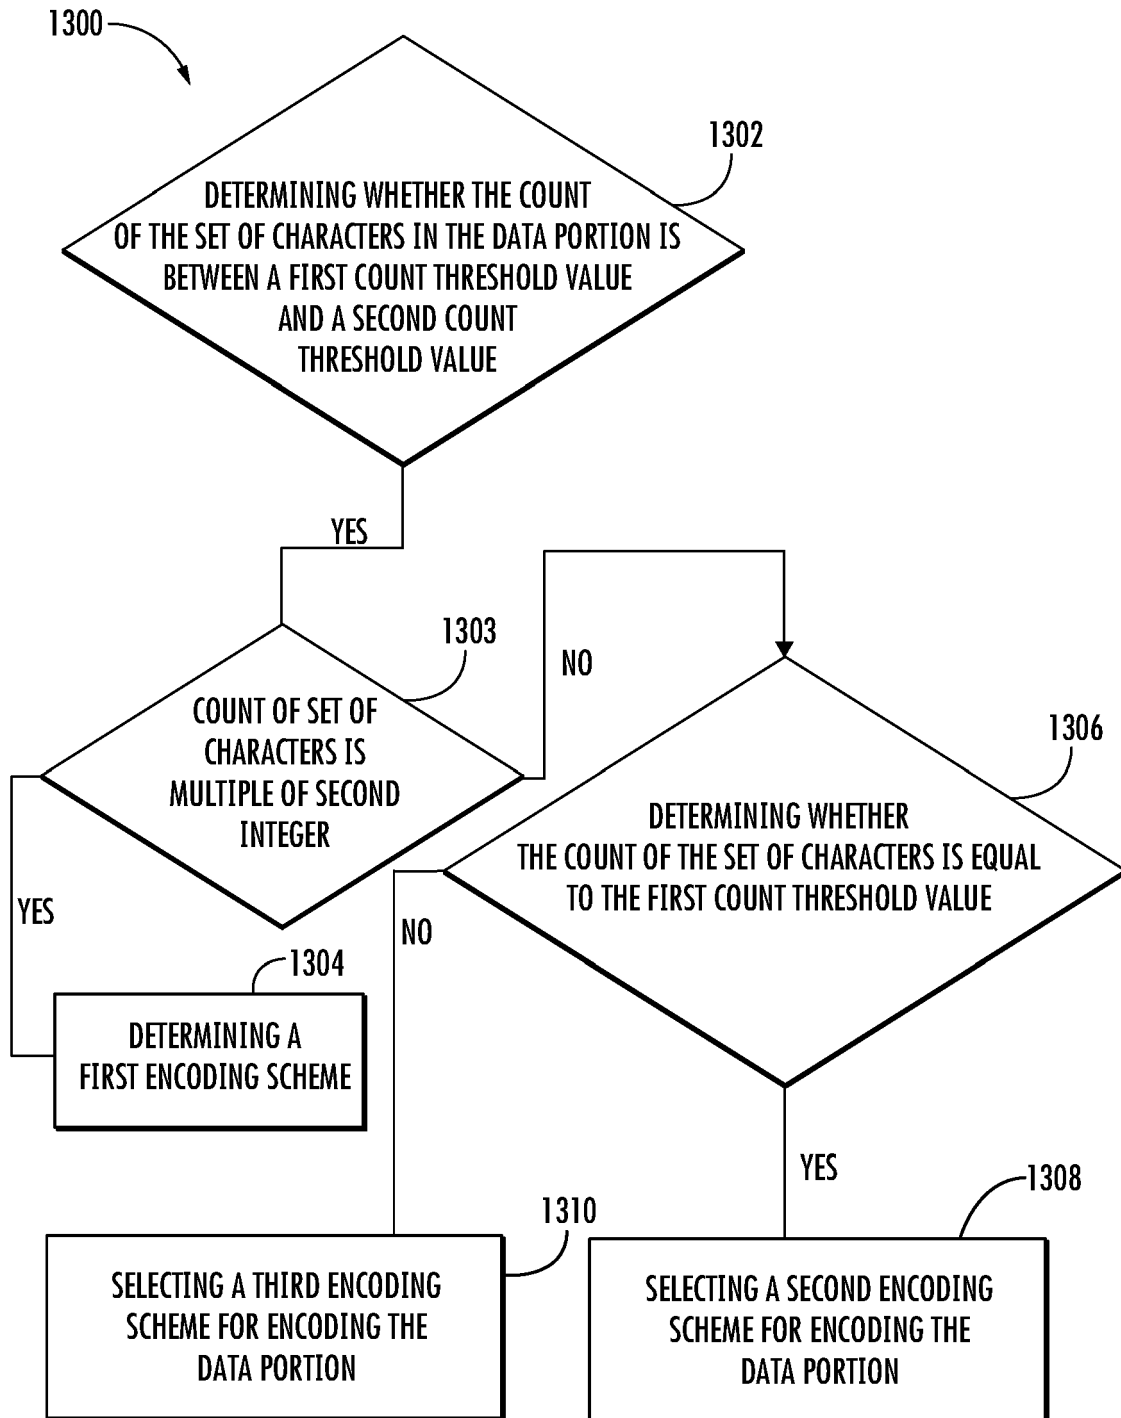 1300
1302
DETERMINING WHETHER THE COUNT
OF THE SET OF CHARACTERS IN THE DATA PORTION IS
BETWEEN A FIRST COUNT THRESHOLD VALUE
AND A SECOND COUNT
THRESHOLD VALUE
YES
1303
COUNT OF SET OF
CHARACTERS IS
MULTIPLE OF SECOND
INTEGER
NO
1306
DETERMINING WHETHER
THE COUNT OF THE SET OF CHARACTERS IS EQUAL
TO THE FIRST COUNT THRESHOLD VALUE
YES
NO
1304
DETERMINING A
FIRST ENCODING SCHEME
YES
1308
1310
SELECTING A THIRD ENCODING
SCHEME FOR ENCODING THE
DATA PORTION
SELECTING A SECOND ENCODING
SCHEME FOR ENCODING THE
DATA PORTION